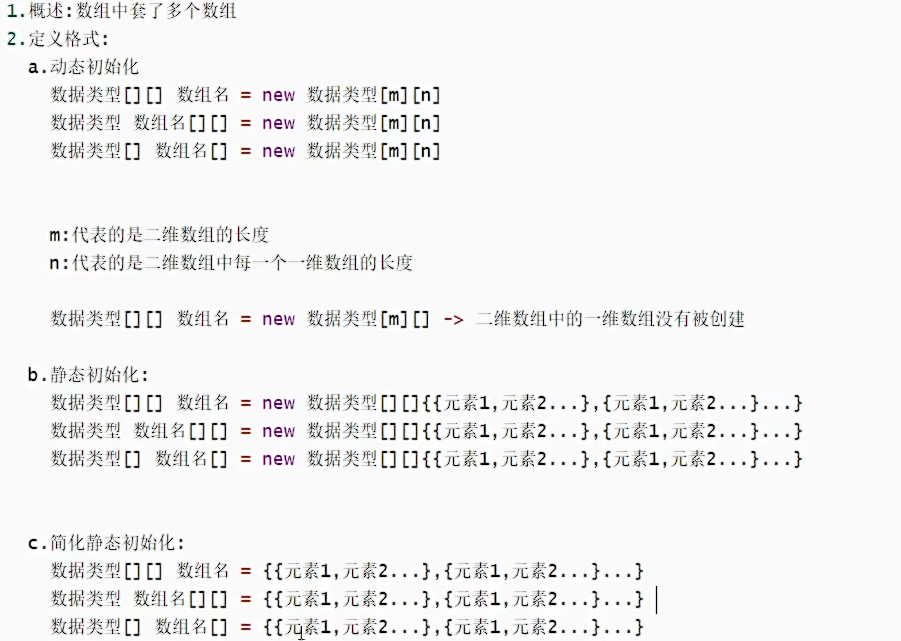 1.概述:数组中套了多个数组
2.定义格式:
a.动态初始化
数据类型[][] 数组名 = new 数据类型[m][n]
数据类型 数组名[][] = new 数据类型[m][n]
数据类型[] 数组名[] = new 数据类型[m][n]
m:代表的是二维数组的长度
n:代表的是二维数组中每一个一维数组的长度
数据类型[][] 数组名 = new 数据类型[m][] -> 二维数组中的一维数组没有被创建
b.静态初始化:
数据类型[][] 数组名 = new 数据类型[][]{{元素1,元素2...},{元素1,元素2...}...}
数据类型 数组名[][] = new 数据类型[][]{{元素1,元素2...},{元素1,元素2...}...}
数据类型[] 数组名[] = new 数据类型[][]{{元素1,元素2...},{元素1,元素2...}...}
c.简化静态初始化:
数据类型[][] 数组名 = {{元素1,元素2...},{元素1,元素2...}...}
数据类型 数组名[][] = {{元素1,元素2...},{元素1,元素2...}...}
数据类型[] 数组名[] = {{元素1,元素2...},{元素1,元素2...}...}